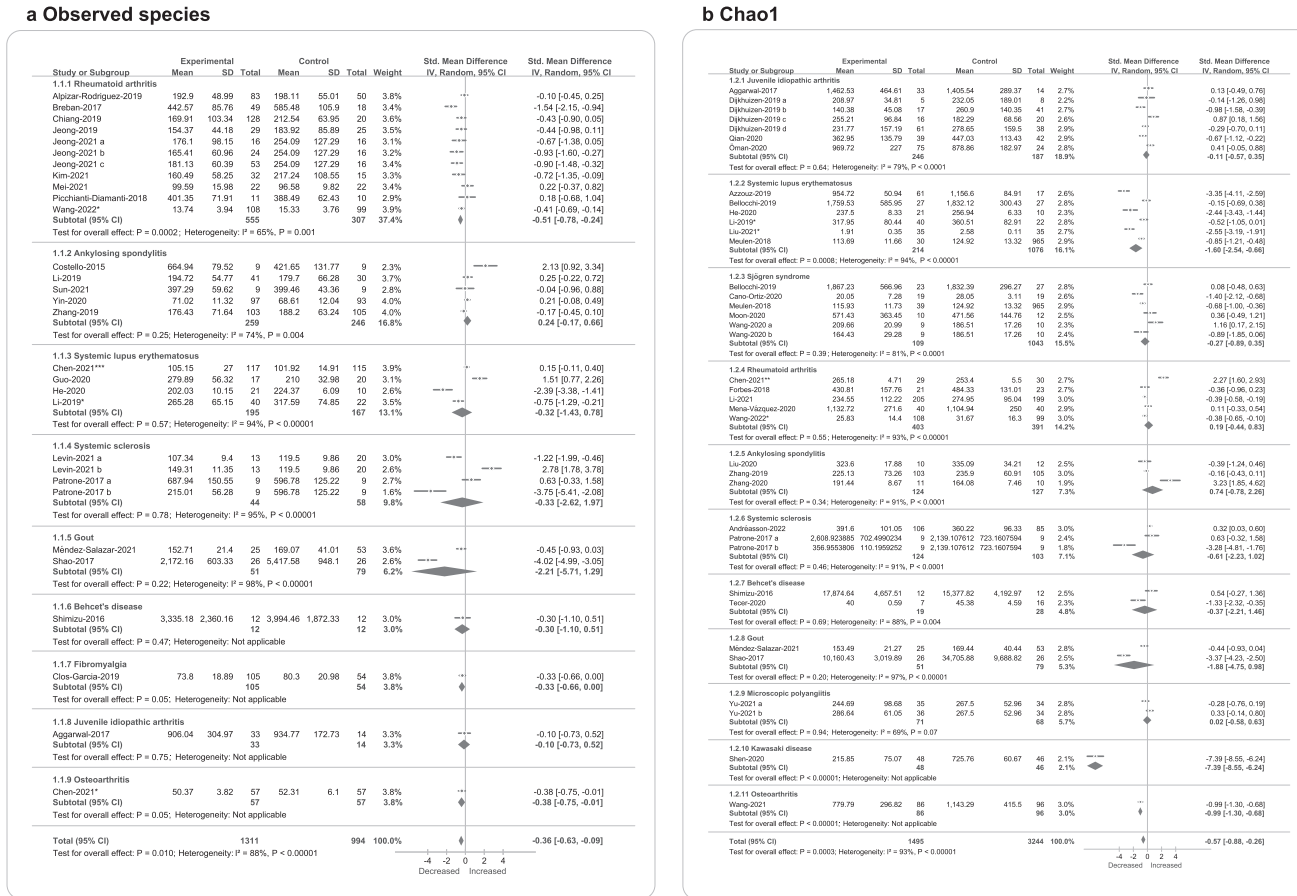 a Observed species
Experimental Control Std. Mean Difference Std. Mean Difference
Study or Subgroup Mean SD Total Mean SD Total Weight IV, Random, 95% CI IV, Random, 95% CI
1.1.1 Rheumatoid arthritis
Alpizar-Rodriguez-2019 192.9 48.99 83 198.11 55.01 50 3.8% -0.10 [-0.45, 0.25]
Breban-2017 442.57 85.76 49 585.48 105.9 18 3.4% -1.54 [-2.15, -0.94]
Chiang-2019 169.91 103.34 128 212.54 63.95 20 3.6% -0.43 [-0.90, 0.05]
Jeong-2019 154.37 44.18 29 183.92 85.89 25 3.5% -0.44 [-0.98, 0.11]
Jeong-2021 a 176.1 98.15 16 254.09 127.29 16 3.2% -0.67 [-1.38, 0.05]
Jeong-2021 b 165.41 60.96 24 254.09 127.29 16 3.3% -0.93 [-1.60, -0.27]
Jeong-2021 c 181.13 60.39 53 254.09 127.29 16 3.4% -0.90 [-1.48, -0.32]
Kim-2021 160.49 58.25 32 217.24 108.55 15 3.3% -0.72 [-1.35, -0.09]
Mei-2021 99.59 15.98 22 96.58 9.82 22 3.4% 0.22 [-0.37, 0.82]
Picchianti-Diamanti-2018 401.35 71.91 11 388.49 62.43 10 2.9% 0.18 [-0.68, 1.04]
Wang-2022* 13.74 3.94 108 15.33 3.76 99 3.9% -0.41 [-0.69, -0.14]
Subtotal (95% CI) 555 307 37.4% -0.51 [-0.78, -0.24]
Test for overall effect: P = 0.0002; Heterogeneity: I² = 65%, P = 0.001
1.1.2 Ankylosing spondylitis
Costello-2015 664.94 79.52 9 421.65 131.77 9 2.3% 2.13 [0.92, 3.34]
Li-2019 194.72 54.77 41 179.7 66.28 30 3.6% 0.25 [-0.22, 0.72]
Sun-2021 397.29 59.62 9 399.46 43.36 9 2.8% -0.04 [-0.96, 0.88]
Yin-2020 71.02 11.32 97 68.61 12.04 93 4.0% 0.21 [-0.08, 0.49]
Zhang-2019 176.43 71.64 103 188.2 63.24 105 4.0% -0.17 [-0.45, 0.10]
Subtotal (95% CI) 259 246 16.8% 0.24 [-0.17, 0.66]
Test for overall effect: P = 0.25; Heterogeneity: I² = 74%, P = 0.004
1.1.3 Systemic lupus erythematosus
Chen-2021*** 105.15 27 117 101.92 14.91 115 3.9% 0.15 [-0.11, 0.40]
Guo-2020 279.89 56.32 17 210 32.98 20 3.1% 1.51 [0.77, 2.26]
He-2020 202.03 10.15 21 224.37 6.09 10 2.6% -2.39 [-3.38, -1.41]
Li-2019* 265.28 65.15 40 317.59 74.85 22 3.5% -0.75 [-1.29, -0.21]
Subtotal (95% CI) 195 167 13.1% -0.32 [-1.43, 0.78]
Test for overall effect: P = 0.57; Heterogeneity: I² = 94%, P < 0.00001
1.1.4 Systemic sclerosis
Levin-2021 a 107.34 9.4 13 119.5 9.86 20 3.0% -1.22 [-1.99, -0.46]
Levin-2021 b 149.31 11.35 13 119.5 9.86 20 2.6% 2.78 [1.78, 3.78]
Patrone-2017 a 687.94 150.55 9 596.78 125.22 9 2.7% 0.63 [-0.33, 1.58]
Patrone-2017 b 215.01 56.28 9 596.78 125.22 9 1.6% -3.75 [-5.41, -2.08]
Subtotal (95% CI) 44 58 9.8% -0.33 [-2.62, 1.97]
Test for overall effect: P = 0.78; Heterogeneity: I² = 95%, P < 0.00001
1.1.5 Gout
Méndez-Salazar-2021 152.71 21.4 25 169.07 41.01 53 3.6% -0.45 [-0.93, 0.03]
Shao-2017 2,172.16 603.33 26 5,417.58 948.1 26 2.6% -4.02 [-4.99, -3.05]
Subtotal (95% CI) 51 79 6.2% -2.21 [-5.71, 1.29]
Test for overall effect: P = 0.22; Heterogeneity: I² = 98%, P < 0.00001
1.1.6 Behcet's disease
Shimizu-2016 3,335.18 2,360.16 12 3,994.46 1,872.33 12 3.0% -0.30 [-1.10, 0.51]
Subtotal (95% CI) 12 12 3.0% -0.30 [-1.10, 0.51]
Test for overall effect: P = 0.47; Heterogeneity: Not applicable
1.1.7 Fibromyalgia
Clos-Garcia-2019 73.8 18.89 105 80.3 20.98 54 3.8% -0.33 [-0.66, 0.00]
Subtotal (95% CI) 105 54 3.8% -0.33 [-0.66, 0.00]
Test for overall effect: P = 0.05; Heterogeneity: Not applicable
1.1.8 Juvenile idiopathic arthritis
Aggarwal-2017 906.04 304.97 33 934.77 172.73 14 3.3% -0.10 [-0.73, 0.52]
Subtotal (95% CI) 33 14 3.3% -0.10 [-0.73, 0.52]
Test for overall effect: P = 0.75; Heterogeneity: Not applicable
1.1.9 Osteoarthritis
Chen-2021* 50.37 3.82 57 52.31 6.1 57 3.8% -0.38 [-0.75, -0.01]
Subtotal (95% CI) 57 57 3.8% -0.38 [-0.75, -0.01]
Test for overall effect: P = 0.05; Heterogeneity: Not applicable
Total (95% CI) 1311 994 100.0% -0.36 [-0.63, -0.09]
Test for overall effect: P = 0.010; Heterogeneity: I² = 88%, P < 0.00001
-4 -2 0 2 4
Decreased Increased
b Chao1
Experimental Control Std. Mean Difference Std. Mean Difference
Study or Subgroup Mean SD Total Mean SD Total Weight IV, Random, 95% CI IV, Random, 95% CI
1.2.1 Juvenile idiopathic arthritis
Aggarwal-2017 1,462.53 464.61 33 1,405.54 289.37 14 2.7% 0.13 [-0.49, 0.76]
Dijkhuizen-2019 a 208.97 34.81 5 232.05 189.01 8 2.4% -0.14 [-1.26, 0.98]
Dijkhuizen-2019 b 140.38 45.08 17 260.9 140.35 41 2.7% -0.98 [-1.58, -0.39]
Dijkhuizen-2019 c 255.21 96.84 16 182.29 68.56 20 2.7% 0.87 [0.18, 1.56]
Dijkhuizen-2019 d 231.77 157.19 61 278.65 159.5 38 2.9% -0.29 [-0.70, 0.11]
Qian-2020 362.95 135.79 39 447.03 113.43 42 2.8% -0.67 [-1.12, -0.22]
Öman-2020 969.72 227 75 878.86 182.97 24 2.8% 0.41 [-0.05, 0.88]
Subtotal (95% CI) 246 187 18.9% -0.11 [-0.57, 0.35]
Test for overall effect: P = 0.64; Heterogeneity: I² = 79%, P < 0.0001
1.2.2 Systemic lupus erythematosus
Azzouz-2019 954.72 50.94 61 1,156.6 84.91 17 2.6% -3.35 [-4.11, -2.59]
Bellocchi-2019 1,759.53 585.95 27 1,832.12 300.43 27 2.8% -0.15 [-0.69, 0.38]
He-2020 237.5 8.33 21 256.94 6.33 10 2.4% -2.44 [-3.43, -1.44]
Li-2019* 317.95 80.44 40 360.51 82.91 22 2.8% -0.52 [-1.05, 0.01]
Liu-2021* 1.91 0.35 35 2.58 0.11 35 2.7% -2.55 [-3.19, -1.91]
Meulen-2018 113.69 11.66 30 124.92 13.32 965 2.9% -0.85 [-1.21, -0.48]
Subtotal (95% CI) 214 1076 16.2% -1.60 [-2.54, -0.66]
Test for overall effect: P = 0.0008; Heterogeneity: I² = 94%, P < 0.00001
1.2.3 Sjögren syndrome
Bellocchi-2019 1,867.23 566.96 23 1,832.39 296.27 27 2.8% 0.08 [-0.48, 0.63]
Cano-Ortiz-2020 20.05 7.28 19 28.05 3.11 19 2.6% -1.40 [-2.12, -0.68]
Meulen-2018 115.93 11.73 39 124.92 13.32 965 2.9% -0.68 [-1.00, -0.36]
Moon-2020 571.43 363.45 10 471.56 144.76 12 2.5% 0.36 [-0.49, 1.21]
Wang-2020 a 209.66 20.99 9 186.51 17.26 10 2.4% 1.16 [0.17, 2.15]
Wang-2020 b 164.43 29.28 9 186.51 17.26 10 2.4% -0.89 [-1.85, 0.06]
Subtotal (95% CI) 109 1043 15.5% -0.27 [-0.89, 0.35]
Test for overall effect: P = 0.39; Heterogeneity: I² = 81%, P < 0.0001
1.2.4 Rheumatoid arthritis
Chen-2021** 265.18 4.71 29 253.4 5.5 30 2.7% 2.27 [1.60, 2.93]
Forbes-2018 430.81 157.76 21 484.33 131.01 23 2.7% -0.36 [-0.96, 0.23]
Li-2021 234.55 112.22 205 274.95 95.04 199 3.0% -0.39 [-0.58, -0.19]
Mena-Vázquez-2020 1,132.72 271.6 40 1,104.94 250 40 2.8% 0.11 [-0.33, 0.54]
Wang-2022* 25.83 14.4 108 31.67 16.3 99 3.0% -0.38 [-0.65, -0.10]
Subtotal (95% CI) 403 391 14.2% 0.19 [-0.44, 0.83]
Test for overall effect: P = 0.55; Heterogeneity: I² = 93%, P < 0.00001
1.2.5 Ankylosing spondylitis
Liu-2020 323.6 17.88 10 335.09 34.21 12 2.5% -0.39 [-1.24, 0.46]
Zhang-2019 225.13 73.26 103 235.9 60.91 105 3.0% -0.16 [-0.43, 0.11]
Zhang-2020 191.44 8.67 11 164.08 7.46 10 1.9% 3.23 [1.85, 4.62]
Subtotal (95% CI) 124 127 7.3% 0.74 [-0.78, 2.26]
Test for overall effect: P = 0.34; Heterogeneity: I² = 91%, P < 0.0001
1.2.6 Systemic sclerosis
Andréasson-2022 391.6 101.05 106 360.22 96.33 85 3.0% 0.32 [0.03, 0.60]
Patrone-2017 a 2,608.923885 702.4990234 9 2,139.107612 723.1607594 9 2.4% 0.63 [-0.32, 1.58]
Patrone-2017 b 356.9553806 110.1959252 9 2,139.107612 723.1607594 9 1.7% -3.28 [-4.81, -1.76]
Subtotal (95% CI) 124 103 7.1% -0.61 [-2.23, 1.02]
Test for overall effect: P = 0.46; Heterogeneity: I² = 91%, P < 0.0001
1.2.7 Behcet's disease
Shimizu-2016 17,874.64 4,657.51 12 15,377.82 4,192.97 12 2.5% 0.54 [-0.27, 1.36]
Tecer-2020 40 0.59 7 45.38 4.59 16 2.4% -1.33 [-2.32, -0.35]
Subtotal (95% CI) 19 28 5.0% -0.37 [-2.21, 1.46]
Test for overall effect: P = 0.69; Heterogeneity: I² = 88%, P = 0.004
1.2.8 Gout
Méndez-Salazar-2021 153.49 21.27 25 169.44 40.44 53 2.8% -0.44 [-0.93, 0.04]
Shao-2017 10,160.43 3,019.89 26 34,705.88 9,688.82 26 2.5% -3.37 [-4.23, -2.50]
Subtotal (95% CI) 51 79 5.3% -1.88 [-4.75, 0.98]
Test for overall effect: P = 0.20; Heterogeneity: I² = 97%, P < 0.00001
1.2.9 Microscopic polyangiitis
Yu-2021 a 244.69 98.68 35 267.5 52.96 34 2.8% -0.28 [-0.76, 0.19]
Yu-2021 b 286.64 61.05 36 267.5 52.96 34 2.8% 0.33 [-0.14, 0.80]
Subtotal (95% CI) 71 68 5.7% 0.02 [-0.58, 0.63]
Test for overall effect: P = 0.94; Heterogeneity: I² = 69%, P = 0.07
1.2.10 Kawasaki disease
Shen-2020 215.85 75.07 48 725.76 60.67 46 2.1% -7.39 [-8.55, -6.24]
Subtotal (95% CI) 48 46 2.1% -7.39 [-8.55, -6.24]
Test for overall effect: P < 0.00001; Heterogeneity: Not applicable
1.2.11 Osteoarthritis
Wang-2021 779.79 296.82 86 1,143.29 415.5 96 3.0% -0.99 [-1.30, -0.68]
Subtotal (95% CI) 86 96 3.0% -0.99 [-1.30, -0.68]
Test for overall effect: P < 0.00001; Heterogeneity: Not applicable
Total (95% CI) 1495 3244 100.0% -0.57 [-0.88, -0.26]
Test for overall effect: P = 0.0003; Heterogeneity: I² = 93%, P < 0.00001
-4 -2 0 2 4
Decreased Increased